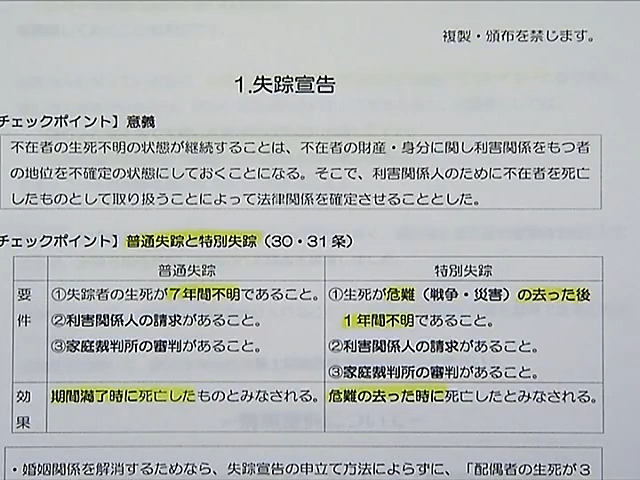 複製・頒布を禁じます。
1.失踪宣告
チェックポイント】意義
不在者の生死不明の状態が継続することは、不在者の財産・身分に関し利害関係をもつ者
の地位を不確定の状態にしておくことになる。そこで、利害関係人のために不在者を死亡
したものとして取り扱うことによって法律関係を確定させることとした。
チェックポイント】普通失踪と特別失踪（30・31条）
普通失踪 特別失踪
要件
①失踪者の生死が７年間不明であること。
②利害関係人の請求があること。
③家庭裁判所の審判があること。
①生死が危難（戦争・災害）の去った後
１年間不明であること。
②利害関係人の請求があること。
③家庭裁判所の審判があること。
効果
期間満了時に死亡したものとみなされる。
危難の去った時に死亡したとみなされる。
・婚姻関係を解消するためなら、失踪宣告の申立て方法によらずに、「配偶者の生死が３